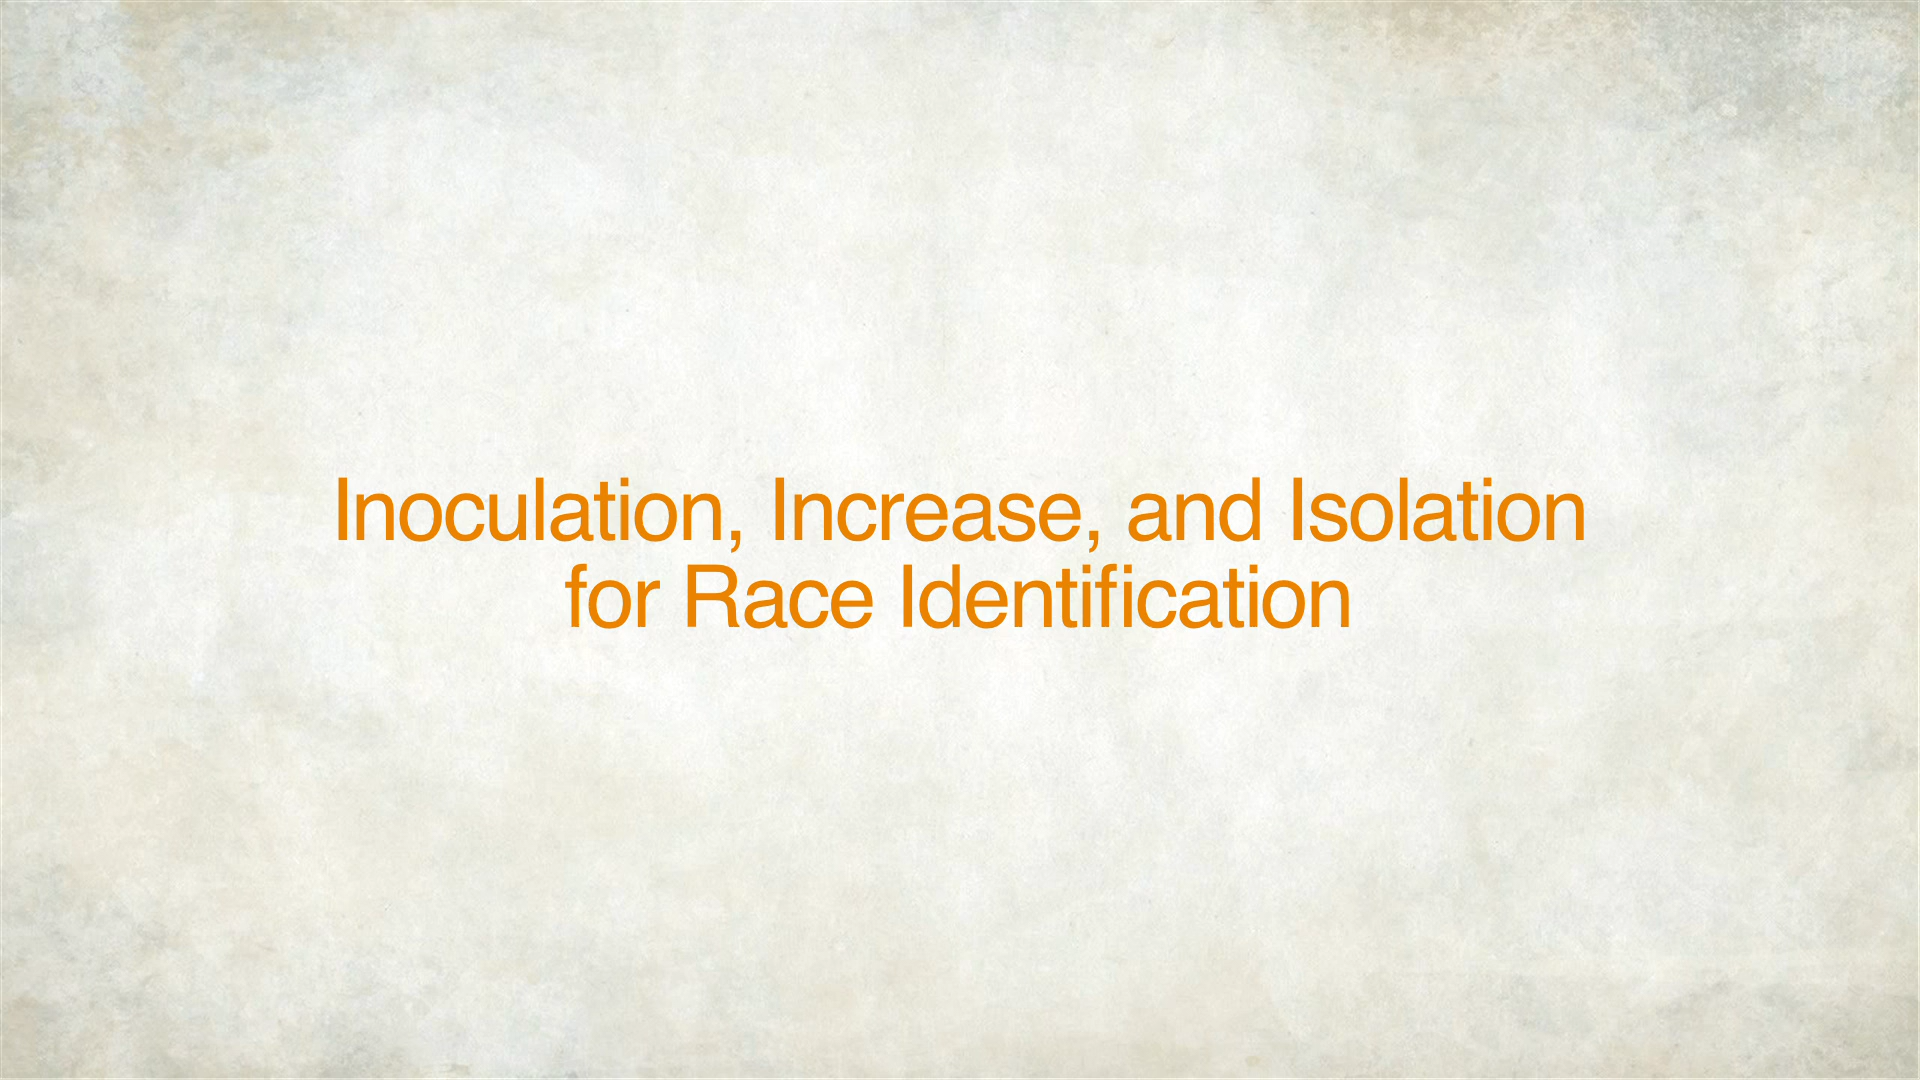 Inoculation, Increase, and Isolation
for Race Identification